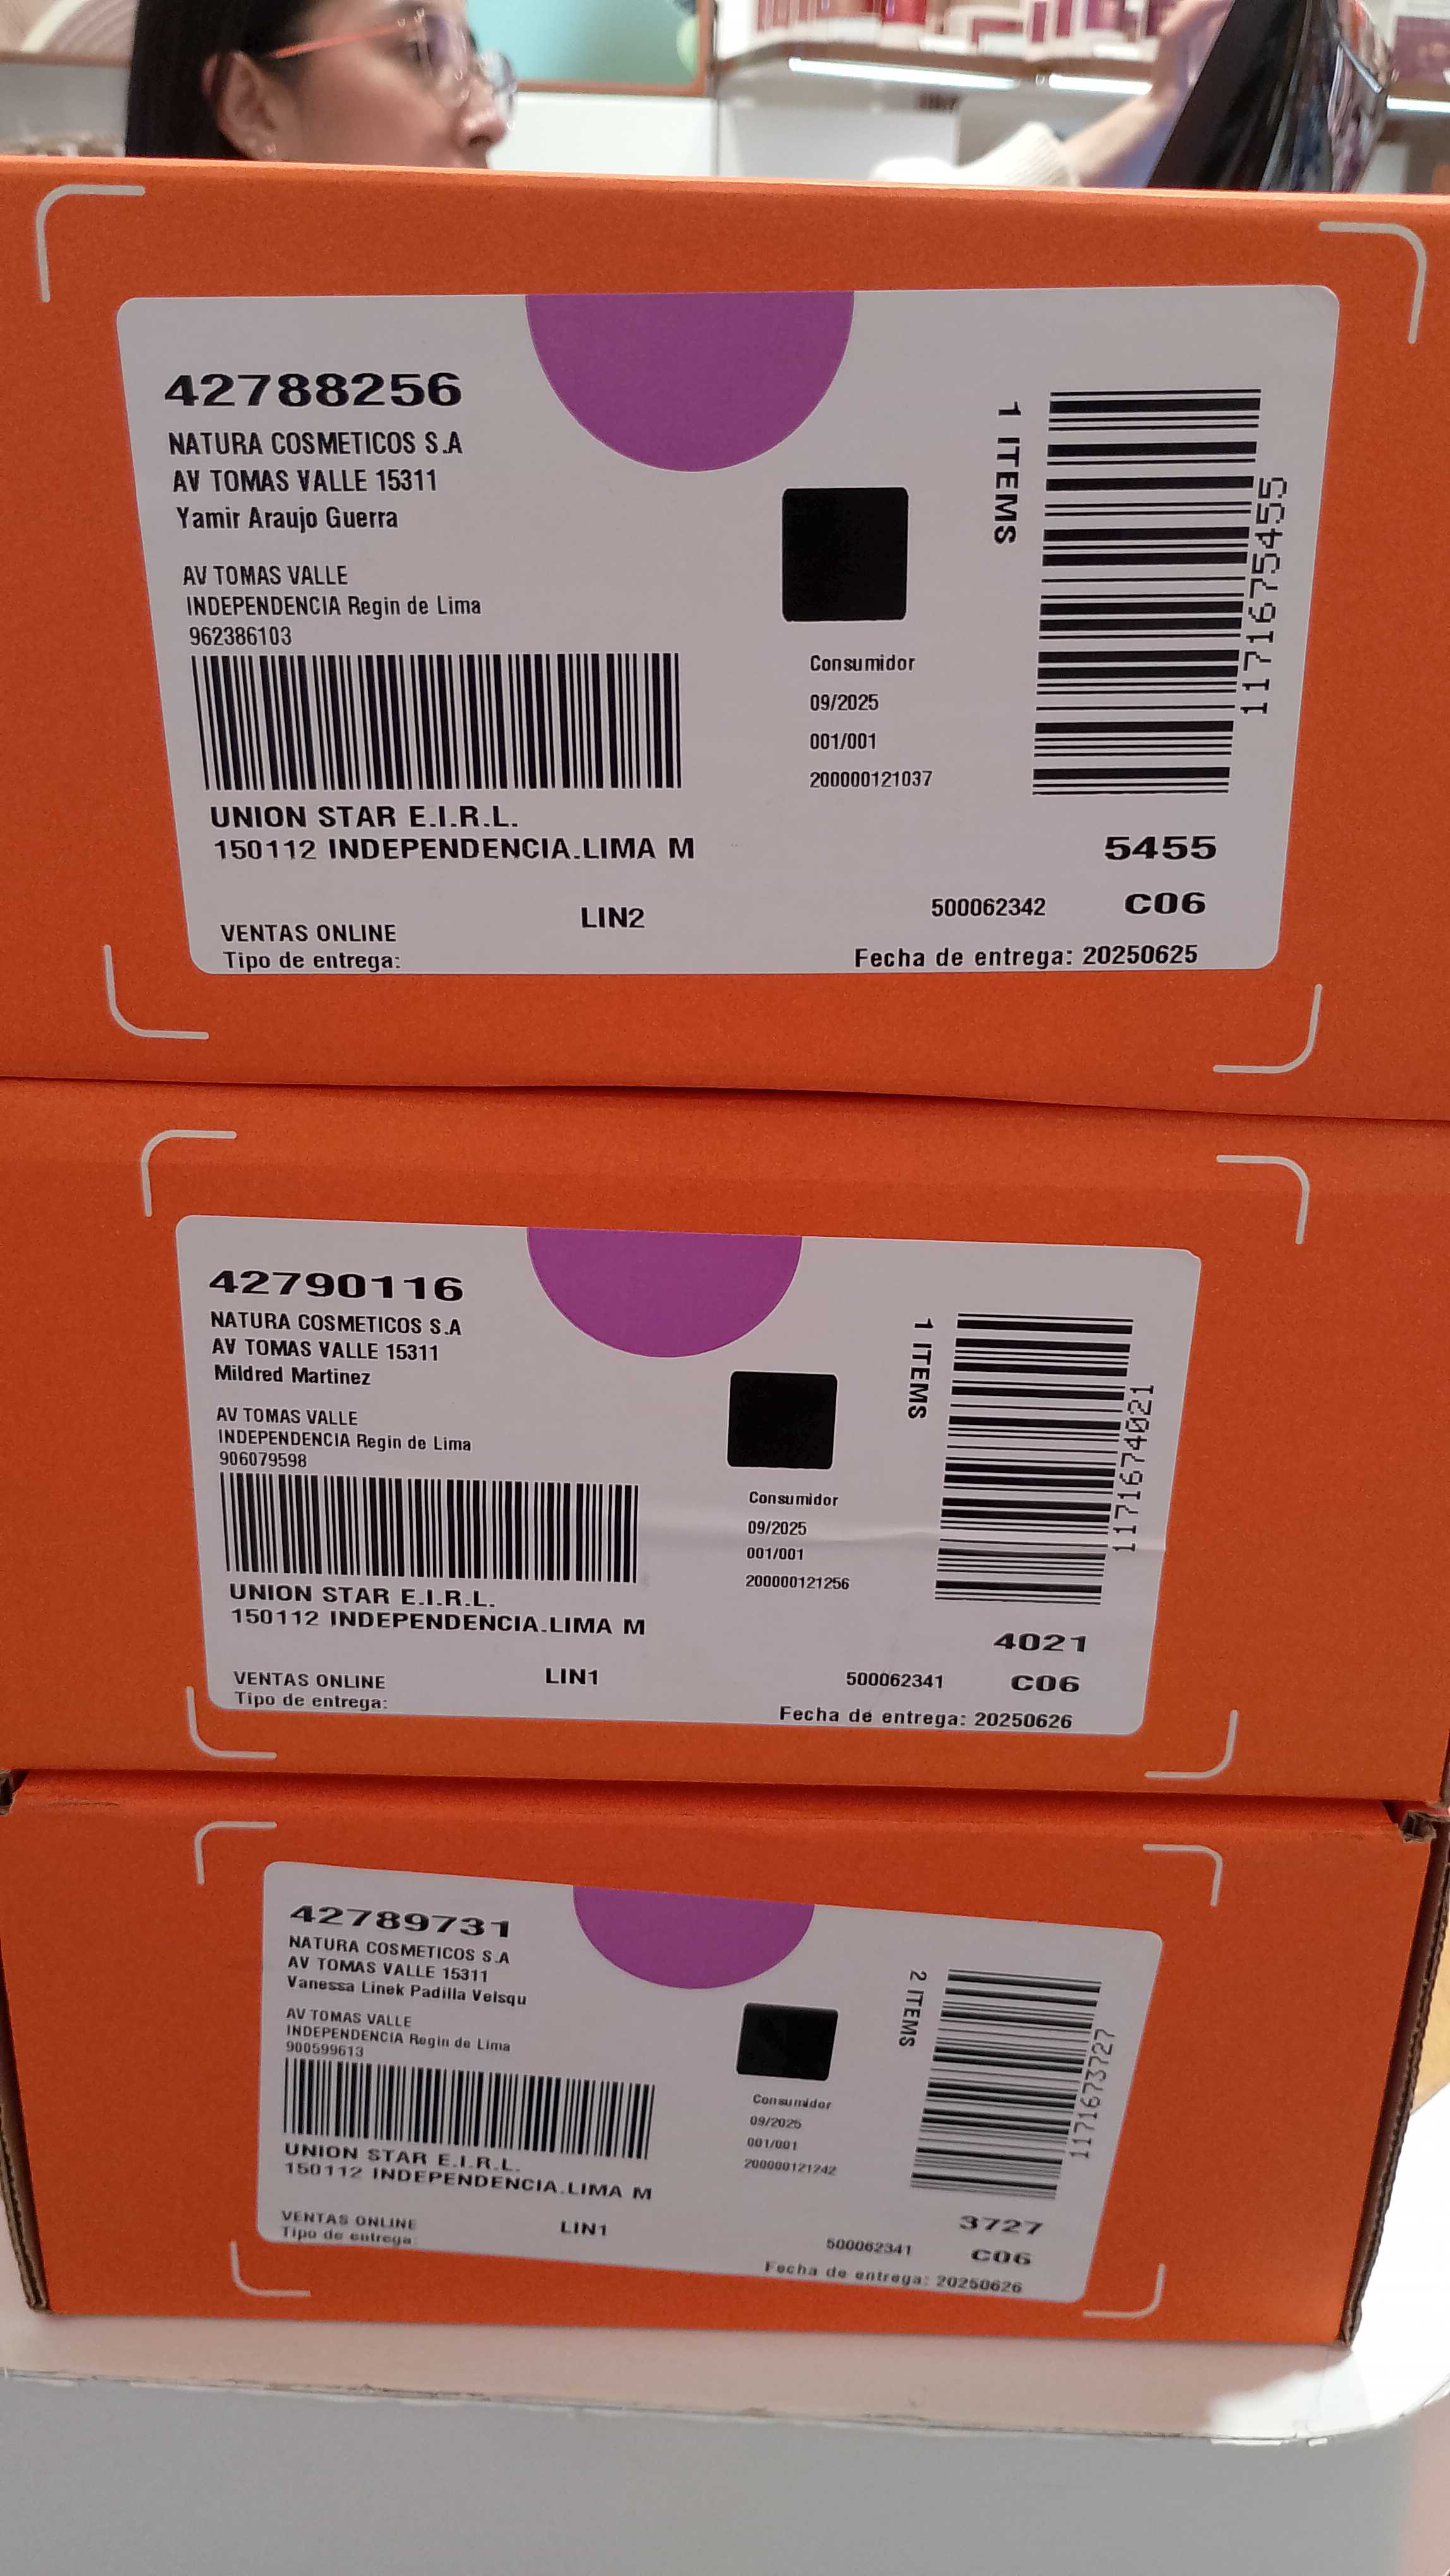 42788256
NATURA COSMETICOS S.A
AV TOMAS VALLE 15311
Yamir Araujo Guerra
AV TOMAS VALLE
INDEPENDENCIA Regin de Lima
962386103
UNION STAR E.I.R.L.
150112 INDEPENDENCIA.LIMA M
VENTAS ONLINE
Tipo de entrega:
LIN2
Consumidor
09/2025
001/001
200000121037
1 ITEMS
1171675455
5455
500062342
C06
Fecha de entrega: 20250625
42790116
NATURA COSMETICOS S.A
AV TOMAS VALLE 15311
Mildred Martinez
AV TOMAS VALLE
INDEPENDENCIA Regin de Lima
906079598
UNION STAR E.I.R.L.
150112 INDEPENDENCIA.LIMA M
VENTAS ONLINE
Tipo de entrega:
LIN1
Consumidor
09/2025
001/001
200000121256
1 ITEMS
1171674021
4021
500062341
C06
Fecha de entrega: 20250626
42789731
NATURA COSMETICOS S.A
AV TOMAS VALLE 15311
Vanessa Linek Padilla Velsqu
AV TOMAS VALLE
INDEPENDENCIA Regin de Lima
900599613
UNION STAR E.I.R.L.
150112 INDEPENDENCIA.LIMA M
VENTAS ONLINE
Tipo de entrega:
LIN1
Consumidor
09/2025
001/001
200000121242
2 ITEMS
1171673727
3727
500062341
C06
Fecha de entrega: 20250626